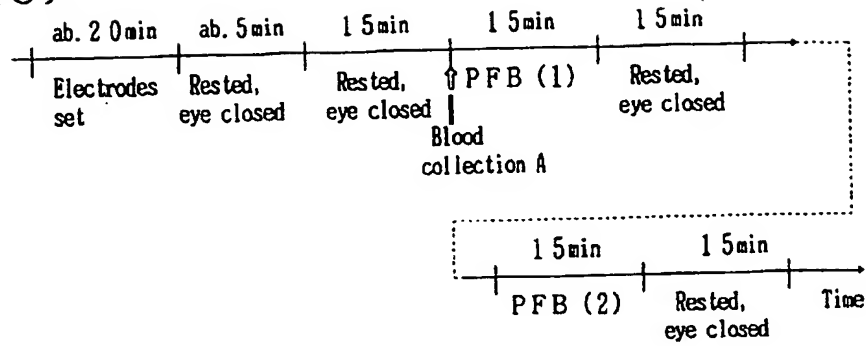 ab. 20min ab. 5min 15min 15min 15min
Electrodes set
Rested, eye closed
Rested, eye closed
PFB (1)
Rested, eye closed
Blood
collection A
15min 15min
PFB (2)
Rested, eye closed
Time